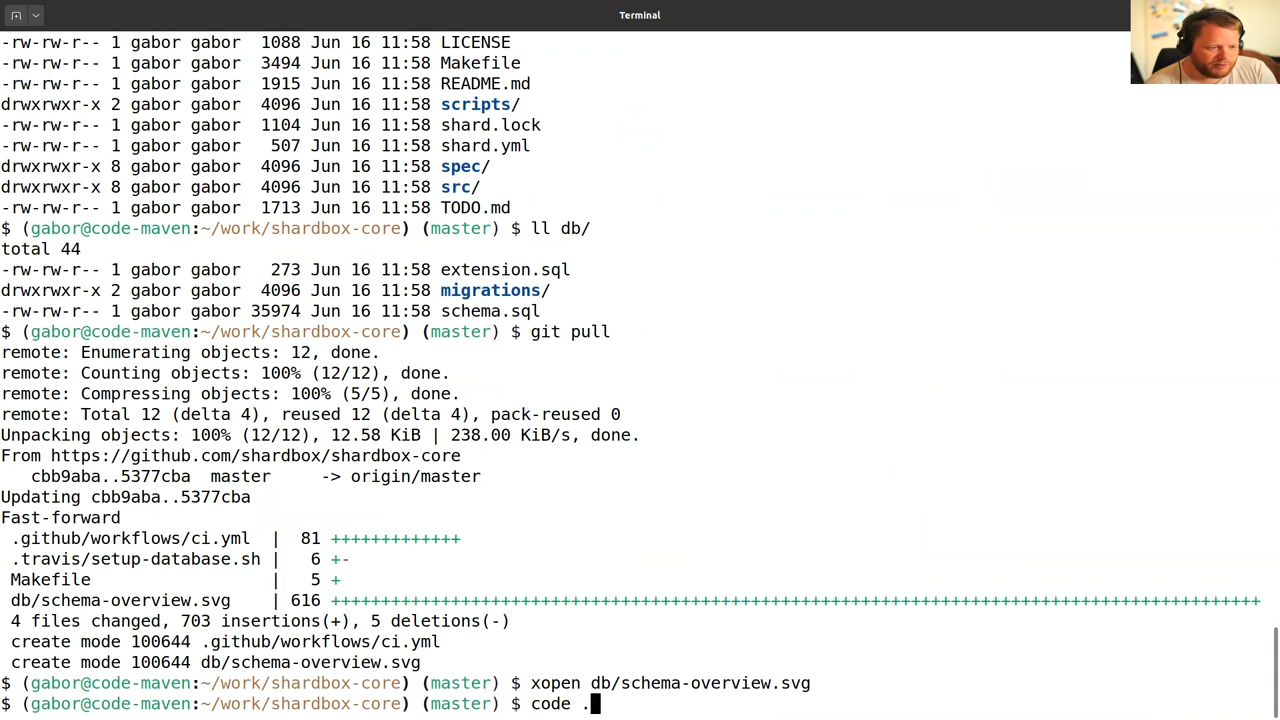 Terminal
-rw-rw-r-- 1 gabor gabor  1088 Jun 16 11:58 LICENSE
-rw-rw-r-- 1 gabor gabor  3494 Jun 16 11:58 Makefile
-rw-rw-r-- 1 gabor gabor  1915 Jun 16 11:58 README.md
drwxrwxr-x 2 gabor gabor  4096 Jun 16 11:58 scripts/
-rw-rw-r-- 1 gabor gabor  1104 Jun 16 11:58 shard.lock
-rw-rw-r-- 1 gabor gabor   507 Jun 16 11:58 shard.yml
drwxrwxr-x 8 gabor gabor  4096 Jun 16 11:58 spec/
drwxrwxr-x 8 gabor gabor  4096 Jun 16 11:58 src/
-rw-rw-r-- 1 gabor gabor  1713 Jun 16 11:58 TODO.md
$ (gabor@code-maven:~/work/shardbox-core) (master) $ ll db/
total 44
-rw-rw-r-- 1 gabor gabor   273 Jun 16 11:58 extension.sql
drwxrwxr-x 2 gabor gabor  4096 Jun 16 11:58 migrations/
-rw-rw-r-- 1 gabor gabor 35974 Jun 16 11:58 schema.sql
$ (gabor@code-maven:~/work/shardbox-core) (master) $ git pull
remote: Enumerating objects: 12, done.
remote: Counting objects: 100% (12/12), done.
remote: Compressing objects: 100% (5/5), done.
remote: Total 12 (delta 4), reused 12 (delta 4), pack-reused 0
Unpacking objects: 100% (12/12), 12.58 KiB | 238.00 KiB/s, done.
From https://github.com/shardbox/shardbox-core
   cbb9aba..5377cba  master     -> origin/master
Updating cbb9aba..5377cba
Fast-forward
 .github/workflows/ci.yml  |  81 +++++++++++++
 .travis/setup-database.sh |   6 +-
 Makefile                  |   5 +
 db/schema-overview.svg    | 616 +++++++++++++++++++++++++++++++++++++++++++++++++++++++++++++++++++++++++++++++++++++++++++++
 4 files changed, 703 insertions(+), 5 deletions(-)
 create mode 100644 .github/workflows/ci.yml
 create mode 100644 db/schema-overview.svg
$ (gabor@code-maven:~/work/shardbox-core) (master) $ xopen db/schema-overview.svg
$ (gabor@code-maven:~/work/shardbox-core) (master) $ code .